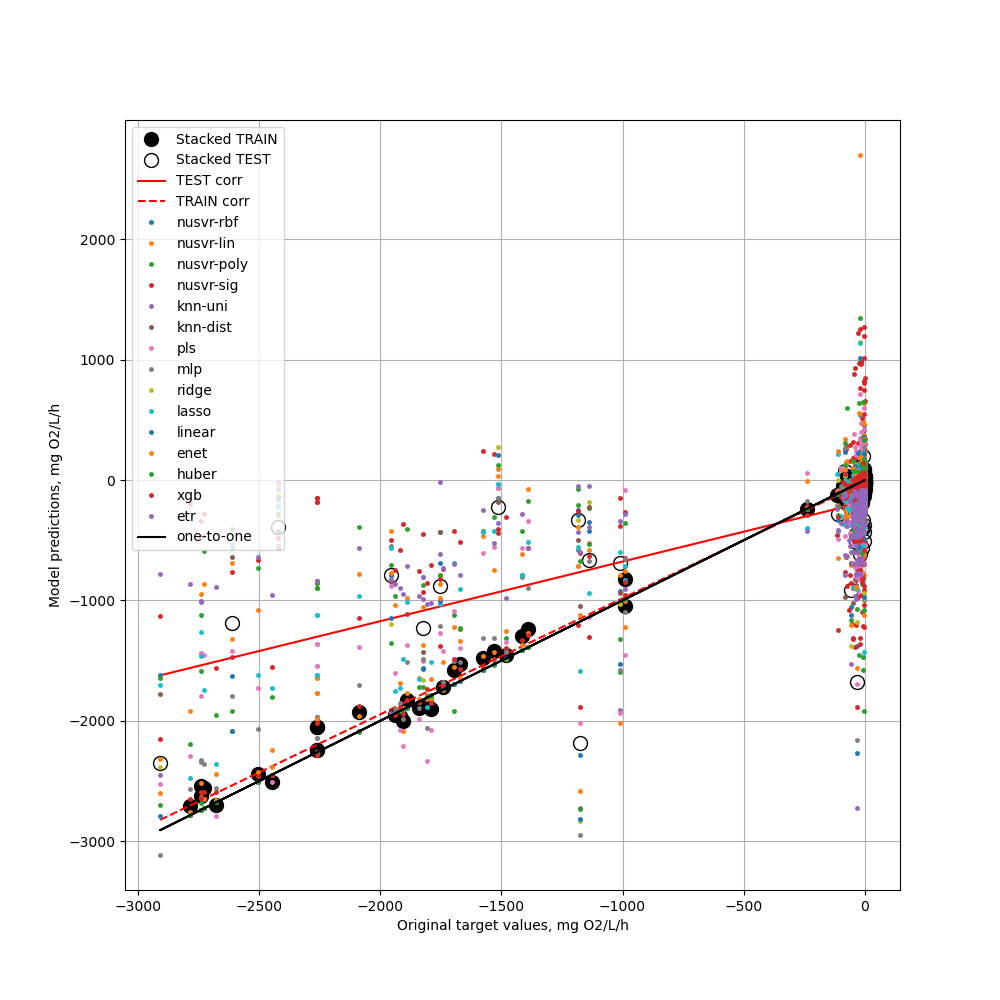 Stacked TRAIN
Stacked TEST
TEST corr
TRAIN corr
nusvr-rbf
nusvr-lin
nusvr-poly
nusvr-sig
knn-uni
knn-dist
pls
mlp
ridge
lasso
linear
enet
huber
xgb
etr
one-to-one
2000
1000
0
−1000
−2000
−3000
Model predictions, mg O2/L/h
−3000 −2500 −2000 −1500 −1000 −500 0
Original target values, mg O2/L/h